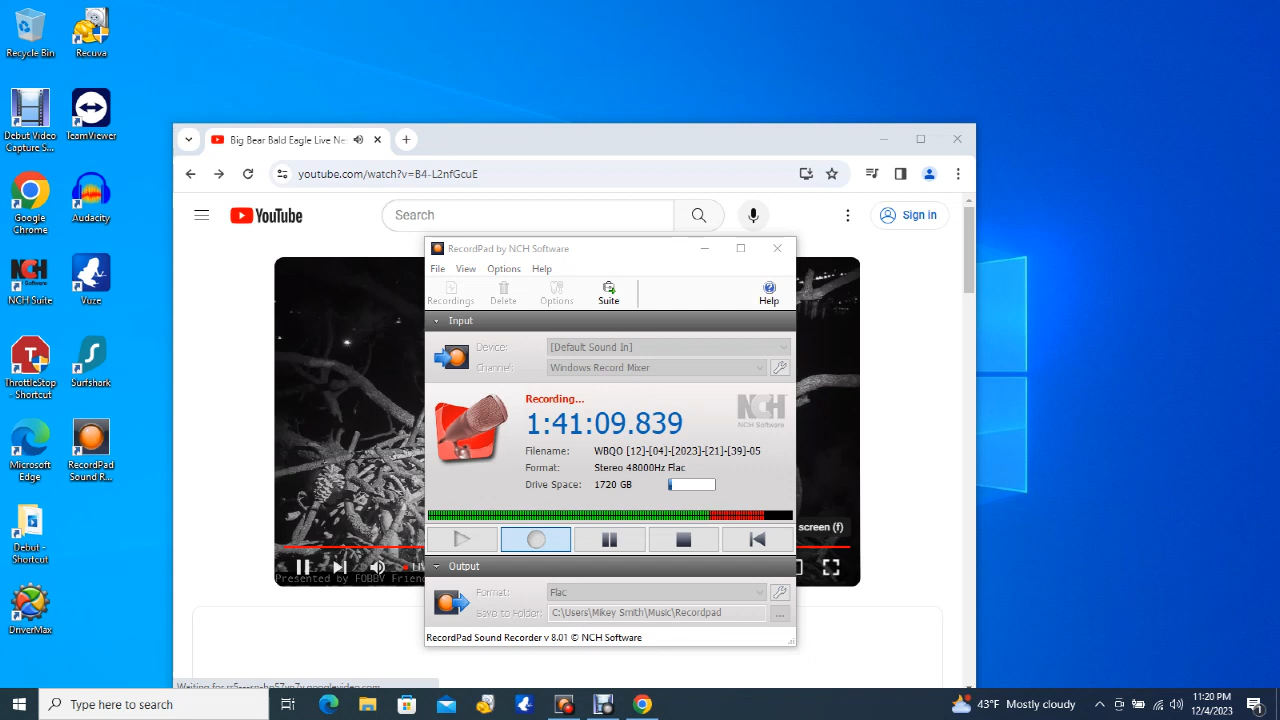 Recycle Bin
Recuva
Debut Video
Capture S...
TeamViewer
Google
Chrome
Audacity
NCH Suite
Vuze
ThrottleStop
- Shortcut
Surfshark
Microsoft
Edge
RecordPad
Sound R...
Debut -
Shortcut
DriverMax
Big Bear Bald Eagle Live Ne
youtube.com/watch?v=B4-L2nfGcuE
YouTube
Search
Sign in
RecordPad by NCH Software
File View Options Help
Recordings Delete Options Suite Help
Input
Device: [Default Sound In]
Channel: Windows Record Mixer
Recording...
1:41:09.839
NCH
NCH Software
Filename: WBQO [12]-[04]-[2023]-[21]-[39]-05
Format: Stereo 48000Hz Flac
Drive Space: 1720 GB
screen (f)
LI
Presented by FOBBV Frien
Output
Format: Flac
Save to Folder: C:\Users\Mikey Smith\Music\Recordpad
...
RecordPad Sound Recorder v 8.01 © NCH Software
Type here to search
43°F Mostly cloudy
11:20 PM
12/4/2023
1